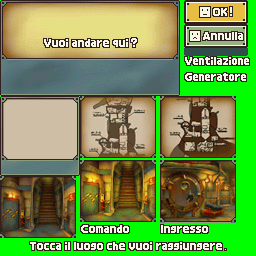 OK!
Vuoi andare qui?
Annulla
Ventilazione
Generatore
Comando
Ingresso
Tocca il luogo che vuoi raggiungere.